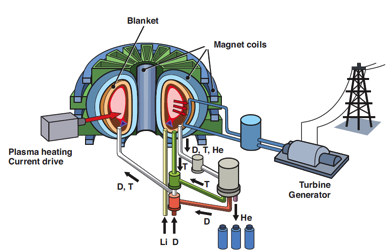 Blanket
Magnet coils
Plasma heating
Current drive
D, T, He
T
T
D, T
D
He
Li D
Turbine
Generator